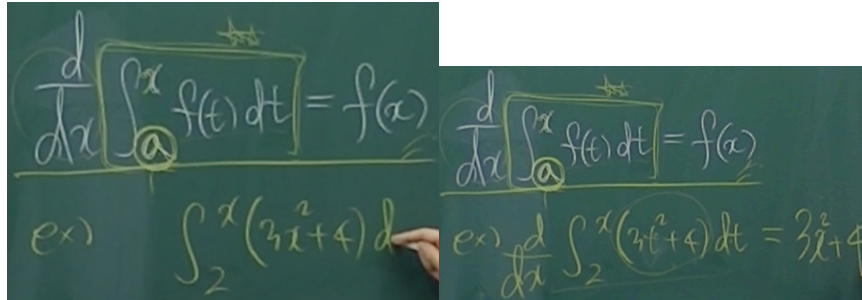 d/dx ∫_a^x f(t) dt = f(x)
ex) ∫_2^x (3x²+4) d
d/dx ∫_a^x f(t) dt = f(x)
ex) d/dx ∫_2^x (3t²+4) dt = 3x²+4